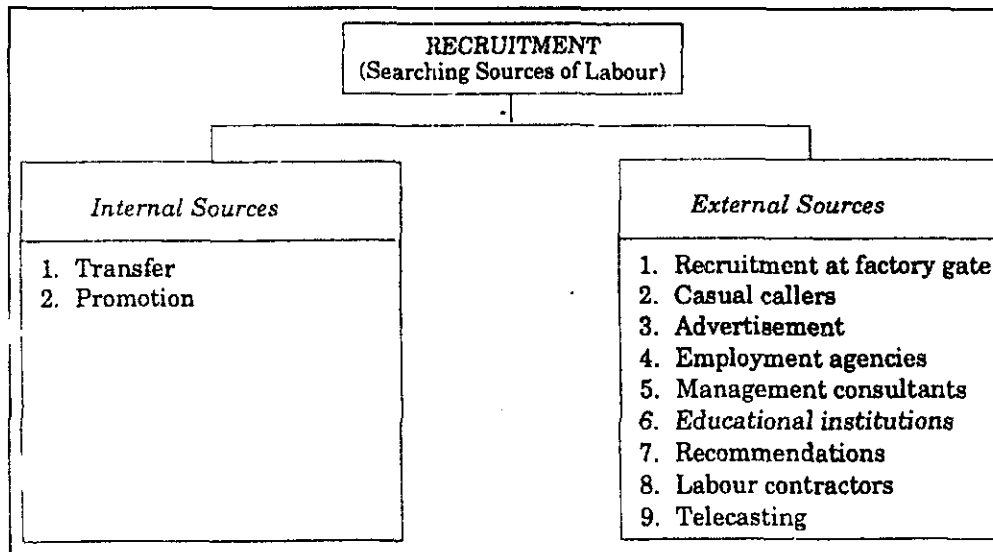 RECRUITMENT
(Searching Sources of Labour)
Internal Sources
1. Transfer
2. Promotion
External Sources
1. Recruitment at factory gate
2. Casual callers
3. Advertisement
4. Employment agencies
5. Management consultants
6. Educational institutions
7. Recommendations
8. Labour contractors
9. Telecasting